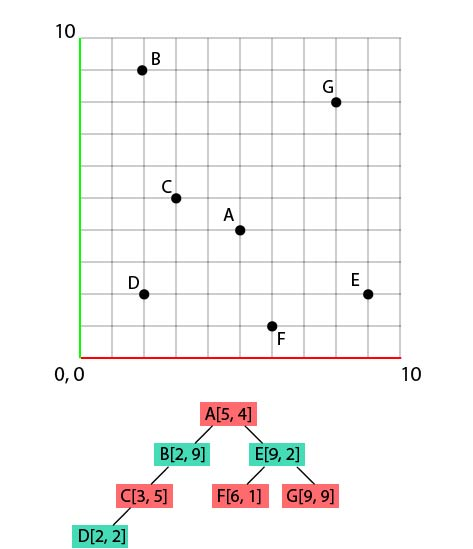 10
B
G
C
A
D
E
F
0, 0
10
A[5, 4]
B[2, 9]
E[9, 2]
C[3, 5]
F[6, 1]
G[9, 9]
D[2, 2]